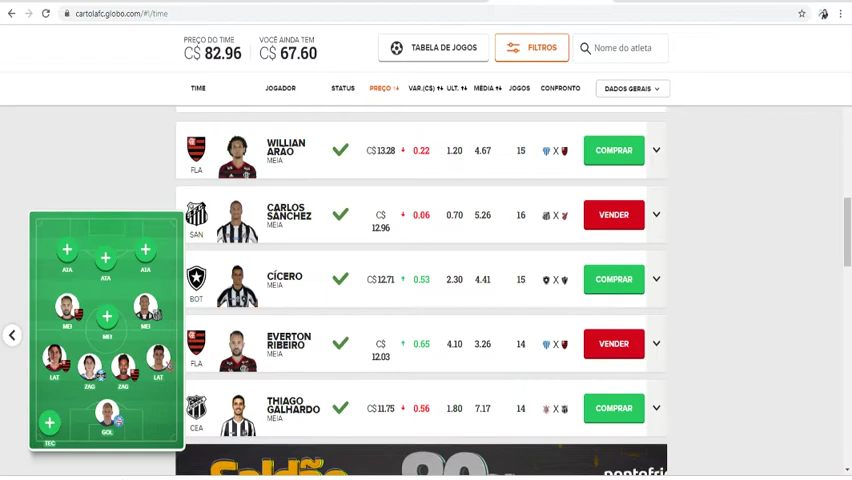 cartolafc.globo.com/#!/time
PREÇO DO TIME
C$ 82.96
VOCÊ AINDA TEM
C$ 67.60
TABELA DE JOGOS
FILTROS
Nome do atleta
TIME JOGADOR STATUS PREÇO VAR.(C$) ULT. MÉDIA JOGOS CONFRONTO DADOS GERAIS
FLA
WILLIAN
ARÃO
MEIA
C$ 13.28 0.22 1.20 4.67 15 X COMPRAR
SAN
CARLOS
SANCHEZ
MEIA
C$
12.96
0.06 0.70 5.26 16 X VENDER
BOT
CÍCERO
MEIA
C$ 12.71 0.53 2.30 4.41 15 X COMPRAR
FLA
EVERTON
RIBEIRO
MEIA
C$
12.03
0.65 4.10 3.26 14 X VENDER
CEA
THIAGO
GALHARDO
MEIA
C$ 11.75 0.56 1.80 7.17 14 X COMPRAR
ATA
ATA
ATA
MEI
MEI
MEI
LAT
ZAG
ZAG
LAT
GOL
TEC
Saldão
pontofrio